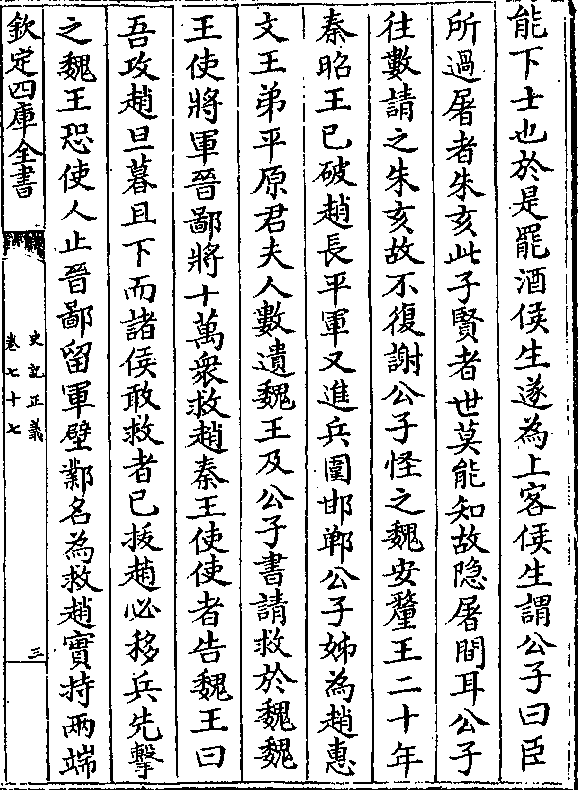 能下士也於是罷酒侯生遂為上客侯生謂公子曰臣
所過屠者朱亥此子賢者世莫能知故隐屠間耳公子
往數請之朱亥故不復謝公子怪之魏安釐王二十年
秦昭王已破趙長平軍又進兵圍邯鄲公子姊為趙惠
文王弟平原君夫人數遺魏王及公子書請救於魏魏
王使將軍晉鄙將十萬衆救趙秦王使使者告魏王曰
吾攻趙旦暮且下而諸侯敢救者已拔趙必移兵先擊
之魏王恐使人止晉鄙留軍壁鄴名為救趙實持兩端
欽定四庫全書
史記正義
卷七十七
三